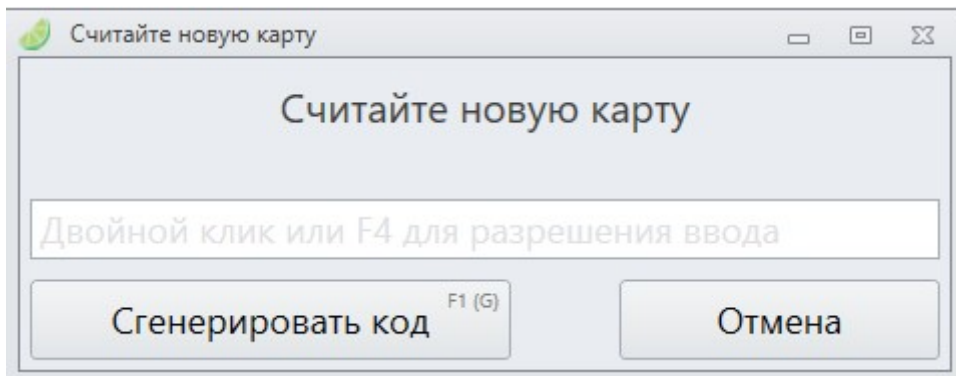 Считайте новую карту
Считайте новую карту
Двойной клик или F4 для разрешения ввода
Сгенерировать код F1 (G)
Отмена